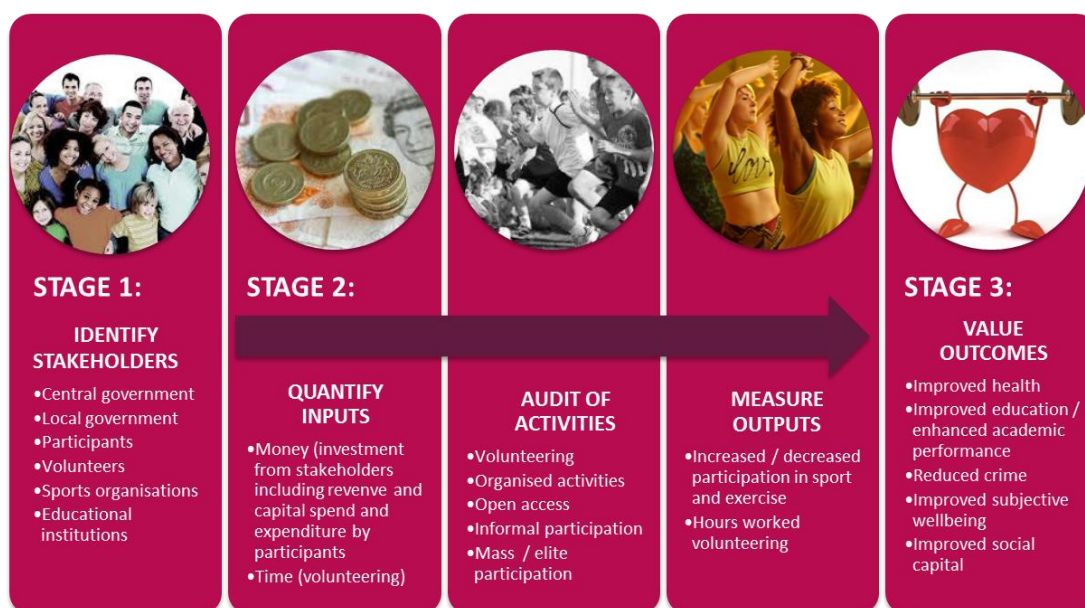 STAGE 1:
IDENTIFY
STAKEHOLDERS
•Central government
•Local government
•Participants
•Volunteers
•Sports organisations
•Educational
institutions
STAGE 2:
QUANTIFY
INPUTS
•Money (investment
from stakeholders
including revenve and
capital spend and
expenditure by
participants
•Time (volunteering)
AUDIT OF
ACTIVITIES
•Volunteering
•Organised activities
•Open access
•Informal participation
•Mass / elite
participation
love
MEASURE
OUTPUTS
•Increased / decreased
participation in sport
and exercise
•Hours worked
volunteering
STAGE 3:
VALUE
OUTCOMES
•Improved health
•Improved education /
enhanced academic
performance
•Reduced crime
•Improved subjective
wellbeing
•Improved social
capital